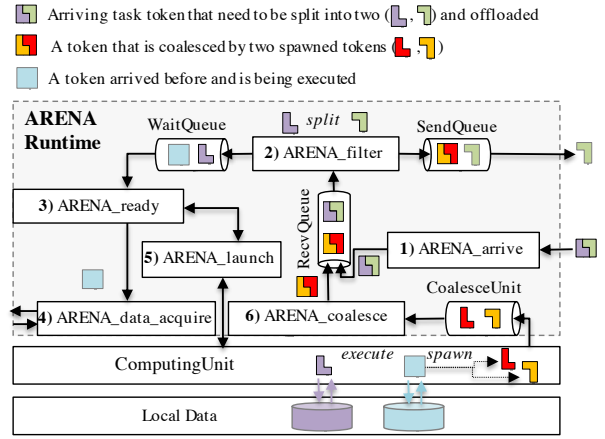 Arriving task token that need to be split into two ( , ) and offloaded
A token that is coalesced by two spawned tokens ( , )
A token arrived before and is being executed
ARENA
Runtime
WaitQueue
split
SendQueue
2) ARENA_filter
3) ARENA_ready
RecvQueue
1) ARENA_arrive
5) ARENA_launch
CoalesceUnit
4) ARENA_data_acquire
6) ARENA_coalesce
ComputingUnit
execute
spawn
Local Data